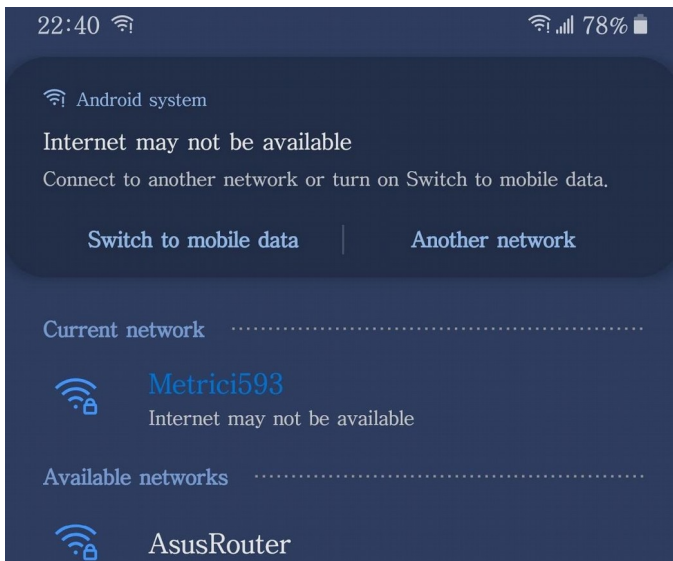 22:40 78%
Android system
Internet may not be available
Connect to another network or turn on Switch to mobile data.
Switch to mobile data Another network
Current network
Metrici593
Internet may not be available
Available networks
AsusRouter